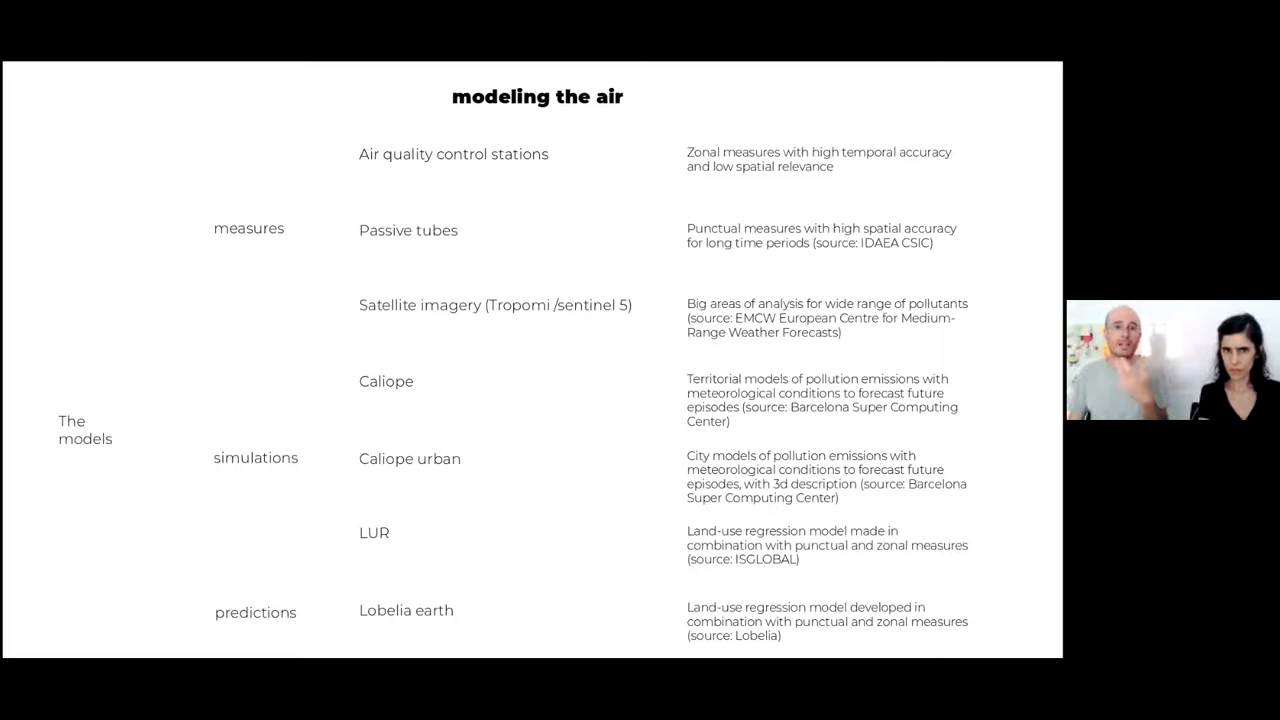 modeling the air
Air quality control stations
Zonal measures with high temporal accuracy
and low spatial relevance
measures
Passive tubes
Punctual measures with high spatial accuracy
for long time periods (source: IDAEA CSIC)
Satellite imagery (Tropomi /sentinel 5)
Big areas of analysis for wide range of pollutants
(source: EMCW European Centre for Medium-
Range Weather Forecasts)
Caliope
Territorial models of pollution emissions with
meteorological conditions to forecast future
episodes (source: Barcelona Super Computing
Center)
The
models
simulations
Caliope urban
City models of pollution emissions with
meteorological conditions to forecast future
episodes, with 3d description (source: Barcelona
Super Computing Center)
LUR
Land-use regression model made in
combination with punctual and zonal measures
(source: ISGLOBAL)
predictions
Lobelia earth
Land-use regression model developed in
combination with punctual and zonal measures
(source: Lobelia)